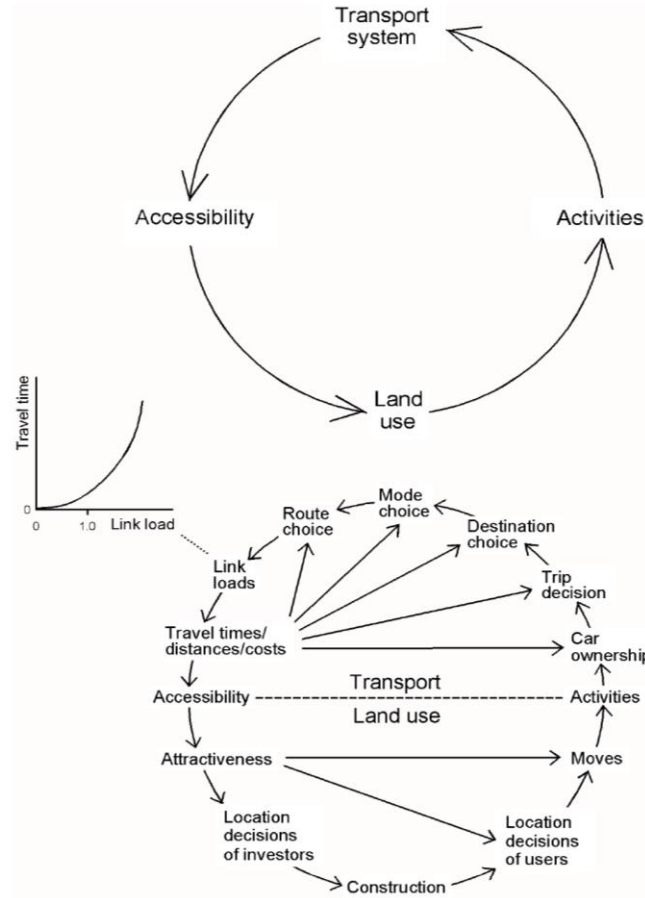 Transport
system
Accessibility
Activities
Land
use
Travel time
0
0
1.0
Link load
Mode
choice
Route
choice
Destination
choice
Link
loads
Trip
decision
Travel times/
distances/costs
Car
ownership
Transport
Accessibility
Activities
Land use
Attractiveness
Moves
Location
decisions
of investors
Location
decisions
of users
Construction